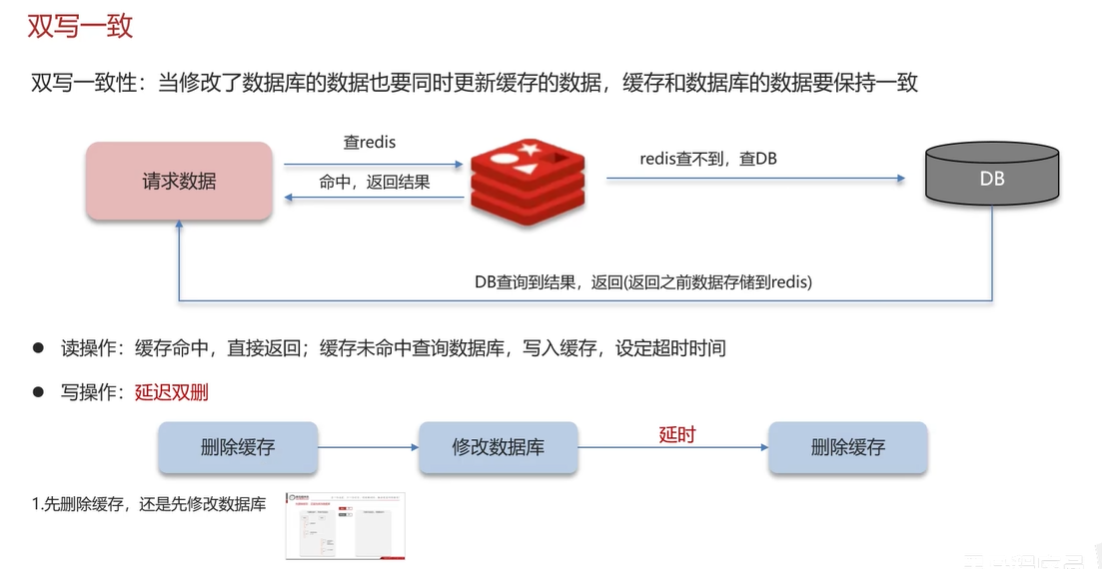 双写一致
双写一致性：当修改了数据库的数据也要同时更新缓存的数据，缓存和数据库的数据要保持一致
查redis
请求数据
命中，返回结果
redis查不到，查DB
DB
DB查询到结果，返回(返回之前数据存储到redis)
● 读操作：缓存命中，直接返回；缓存未命中查询数据库，写入缓存，设定超时时间
● 写操作：延迟双删
删除缓存
修改数据库
延时
删除缓存
1.先删除缓存，还是先修改数据库